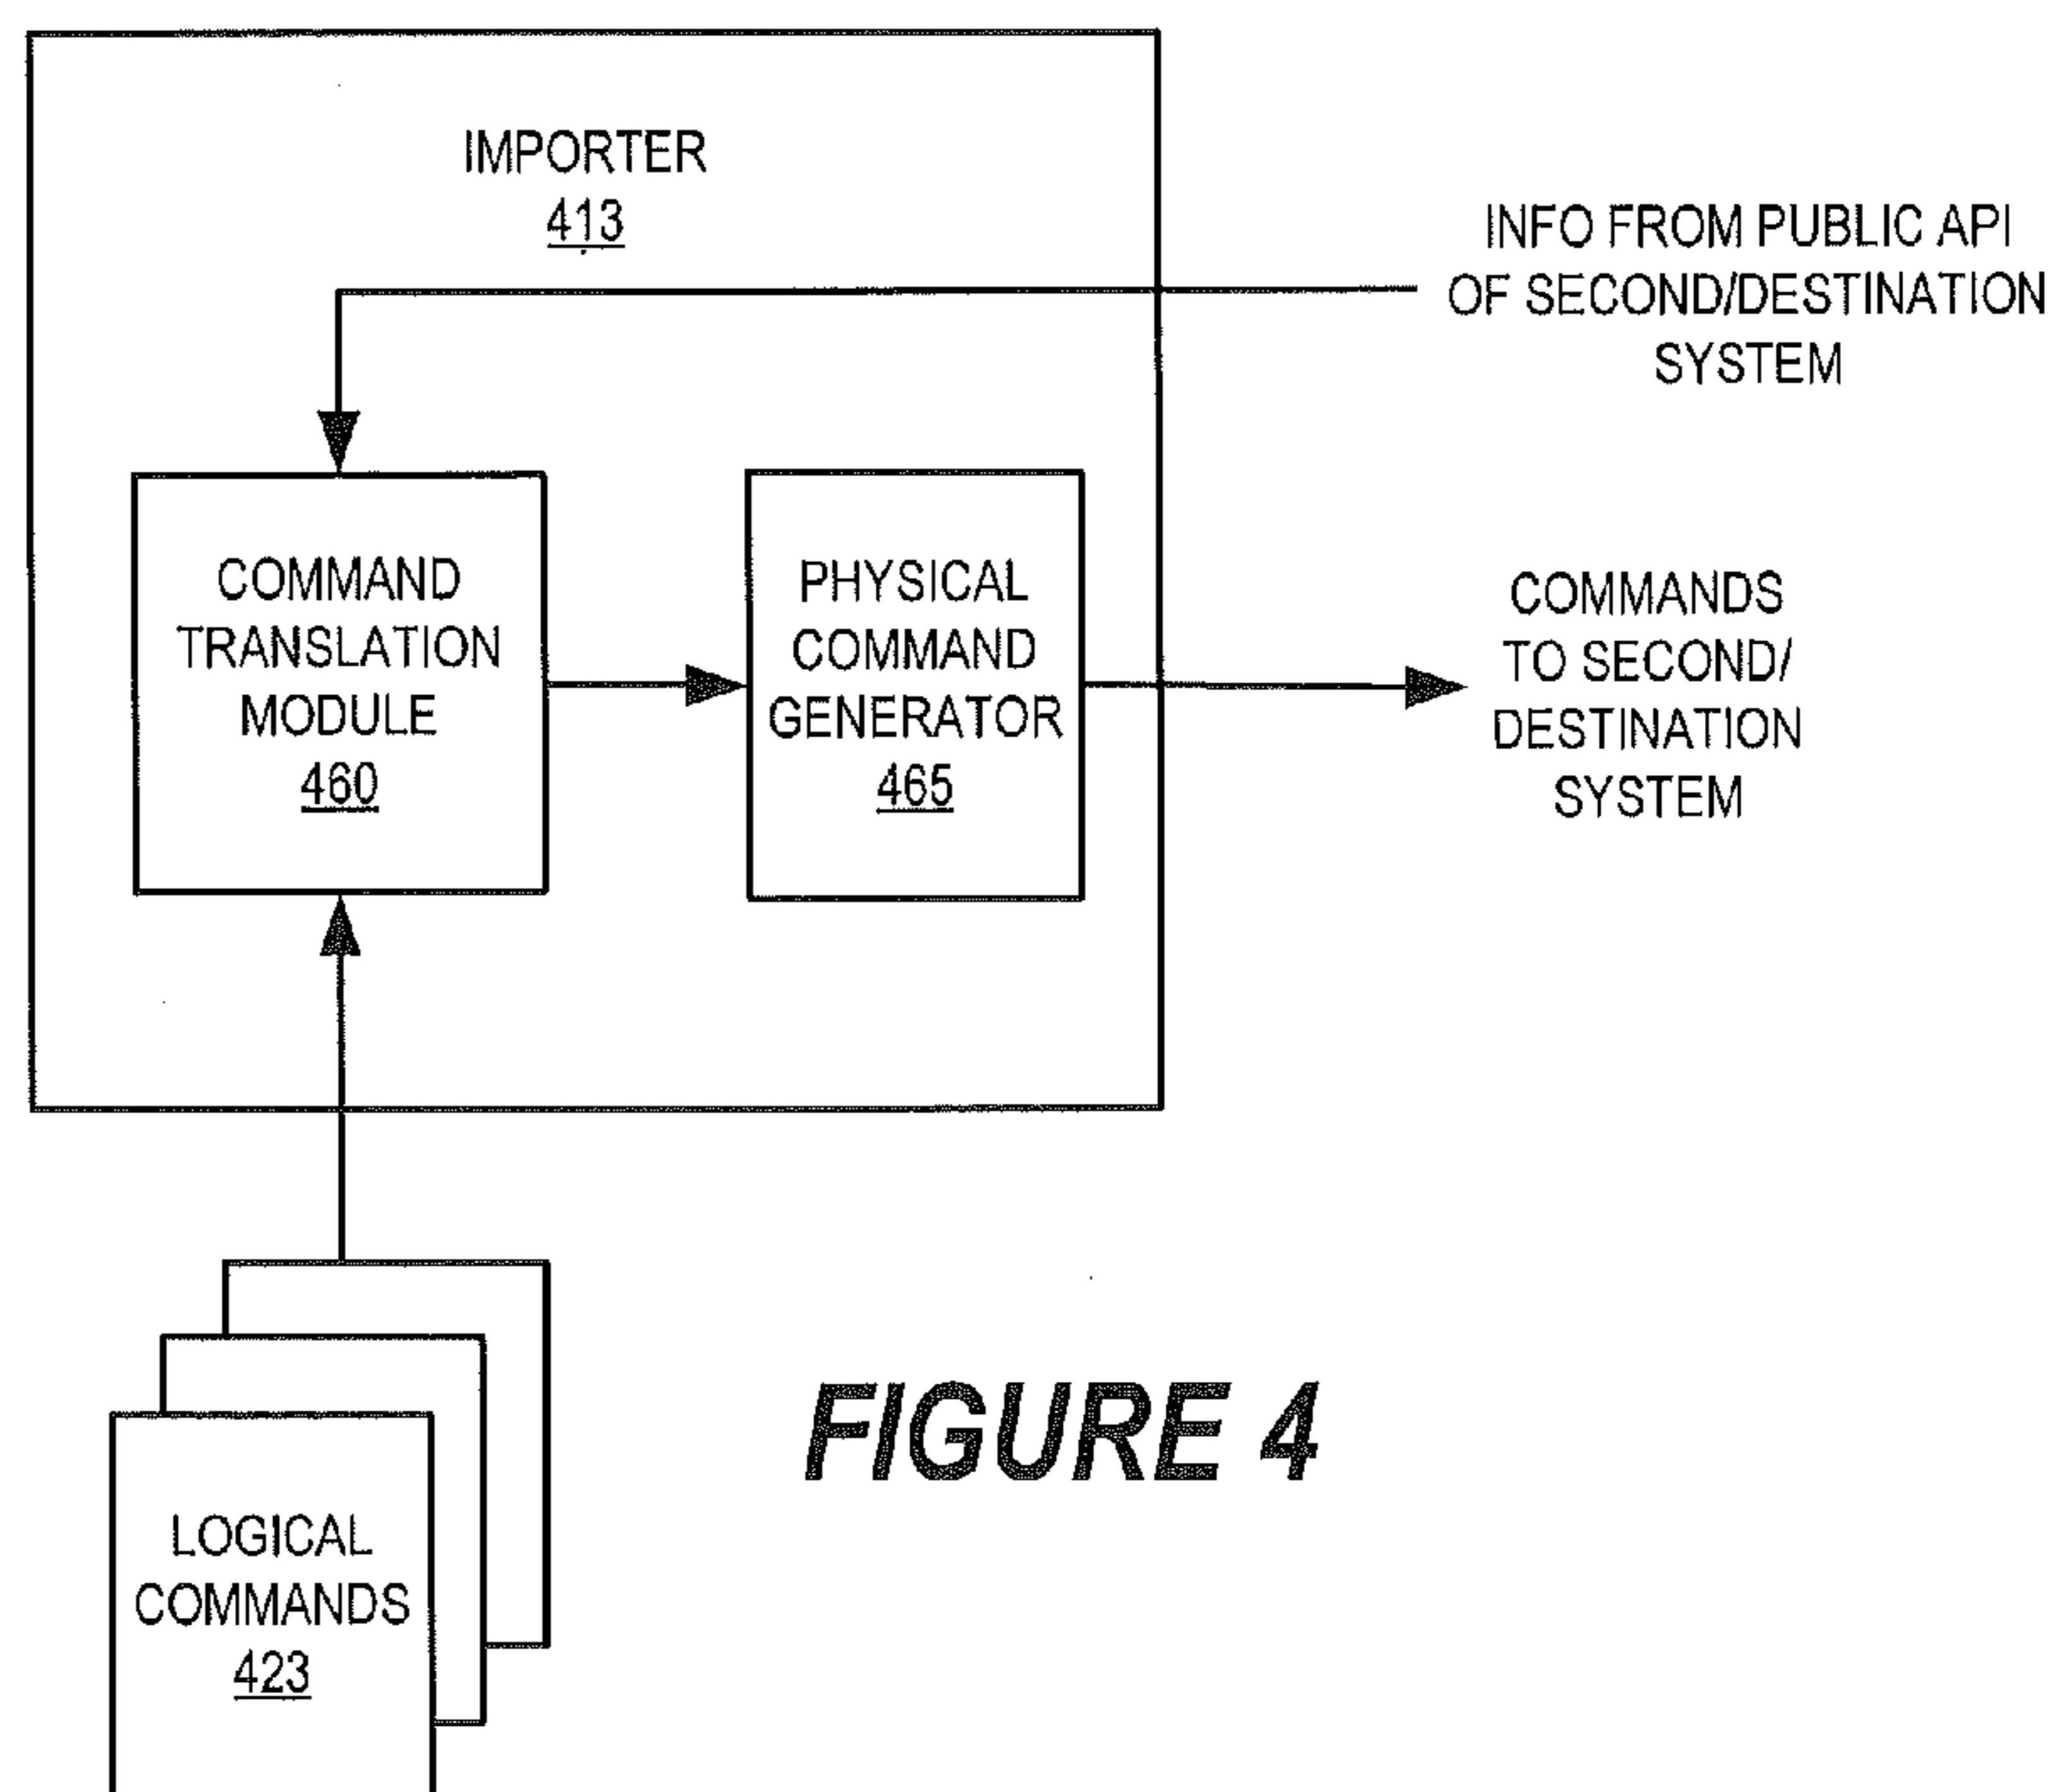 IMPORTER
413
INFO FROM PUBLIC API
OF SECOND/DESTINATION
SYSTEM
COMMAND
TRANSLATION
MODULE
460
PHYSICAL
COMMAND
GENERATOR
465
COMMANDS
TO SECOND/
DESTINATION
SYSTEM
LOGICAL
COMMANDS
423
FIGURE 4